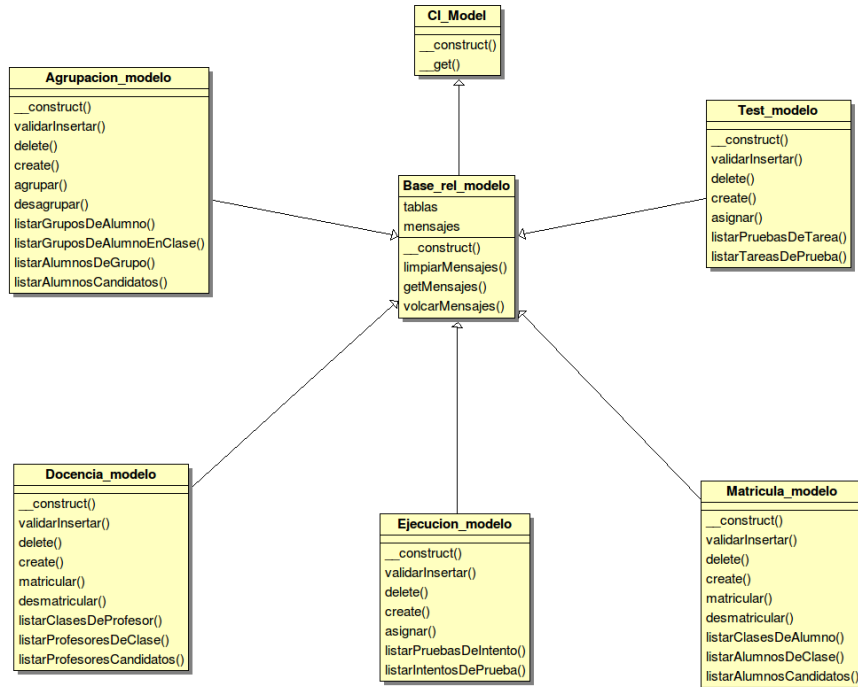 CI_Model
__construct()
__get()
Agrupacion_modelo
__construct()
validarInsertar()
delete()
create()
agrupar()
desagrupar()
listarGruposDeAlumno()
listarGruposDeAlumnoEnClase()
listarAlumnosDeGrupo()
listarAlumnosCandidatos()
Test_modelo
__construct()
validarInsertar()
delete()
create()
asignar()
listarPruebasDeTarea()
listarTareasDePrueba()
Base_rel_modelo
tablas
mensajes
__construct()
limpiarMensajes()
getMensajes()
volcarMensajes()
Docencia_modelo
__construct()
validarInsertar()
delete()
create()
matricular()
desmatricular()
listarClasesDeProfesor()
listarProfesoresDeClase()
listarProfesoresCandidatos()
Ejecucion_modelo
__construct()
validarInsertar()
delete()
create()
asignar()
listarPruebasDeIntento()
listarIntentosDePrueba()
Matricula_modelo
__construct()
validarInsertar()
delete()
create()
matricular()
desmatricular()
listarClasesDeAlumno()
listarAlumnosDeClase()
listarAlumnosCandidatos()